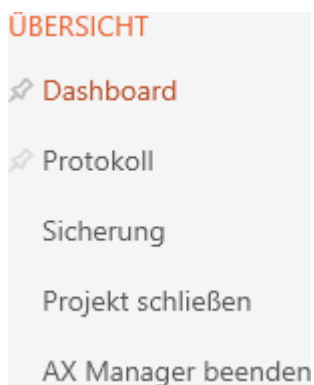 ÜBERSICHT
Dashboard
Protokoll
Sicherung
Projekt schließen
AX Manager beenden